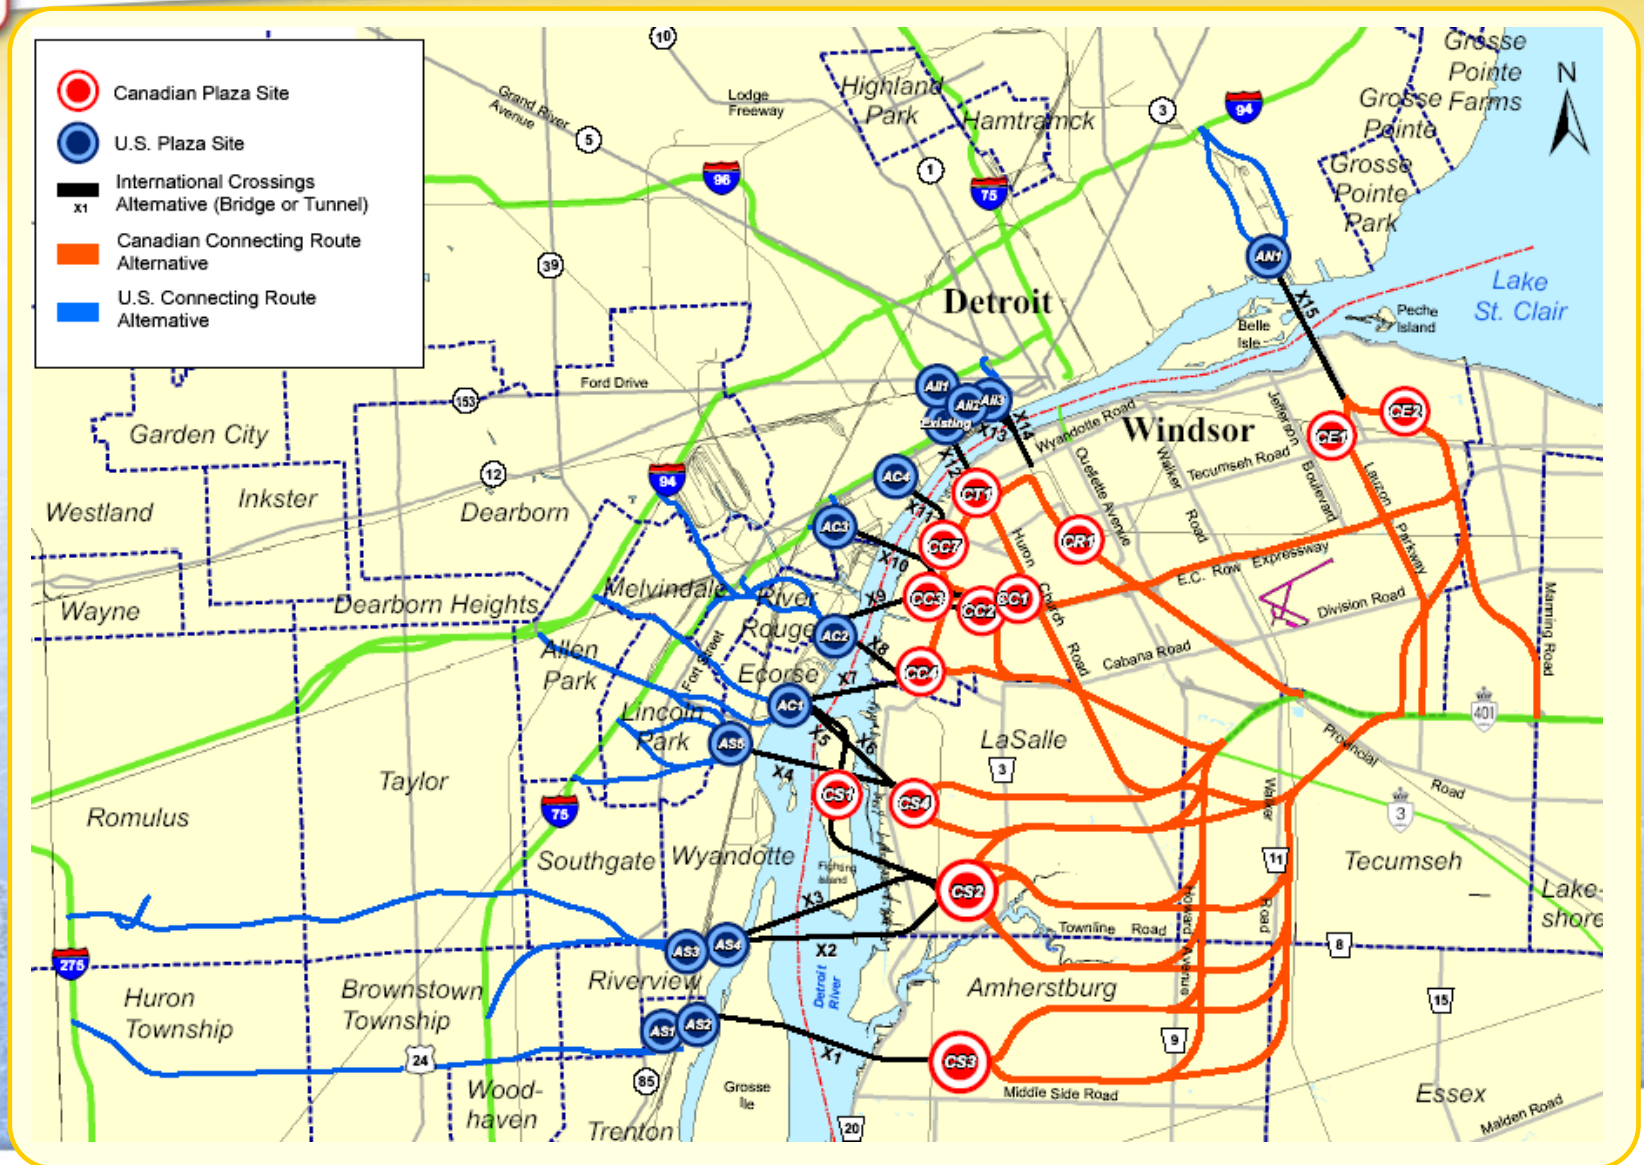 Canadian Plaza Site
U.S. Plaza Site
International Crossings
Alternative (Bridge or Tunnel)
X1
Canadian Connecting Route
Alternative
U.S. Connecting Route
Alternative
10
Grand River
Avenue
5
Lodge
Freeway
Highland
Park
Hamtramck
3
94
Grosse
Pointe
Grosse Farms
Pointe
Grosse
Pointe
Park
N
96
1
75
39
AN1
Detroit
X15
Belle
Isle
Peche
Island
Lake
St. Clair
Ford Drive
153
AII1
AII2
AII3
Existing
X13
X14
X12
Wyandotte Road
Windsor
Jefferson
Boulevard
CE1
CE2
Garden City
12
94
AC4
X11
CT1
Ouellette Avenue
Walker
Road
Tecumseh Road
Lauzon
Parkway
Westland
Inkster
Dearborn
AC3
X10
CC7
Huron
Church
Road
CR1
E.C. Row Expressway
Division Road
Manning Road
Wayne
Dearborn Heights
Melvindale
River
Rouge
X9
CC3
CC2
CC1
AC2
X8
Allen
Park
Fort Street
Ecorse
X7
CC4
Cabana Road
AC1
Lincoln
Park
AS5
X5
X6
X4
LaSalle
3
401
Provincial
Road
Taylor
Romulus
75
CS1
CS4
Walker
Road
3
Southgate
Wyandotte
Fighting
Island
11
Tecumseh
X3
CS2
Howard Avenue
Lake-
shore
Townline Road
8
AS3
AS4
X2
275
Riverview
Detroit
River
Amherstburg
Huron
Township
Brownstown
Township
15
AS1
AS2
X1
CS3
9
24
85
Grosse
Ile
Middle Side Road
Wood-
haven
Essex
Trenton
20
Malden Road